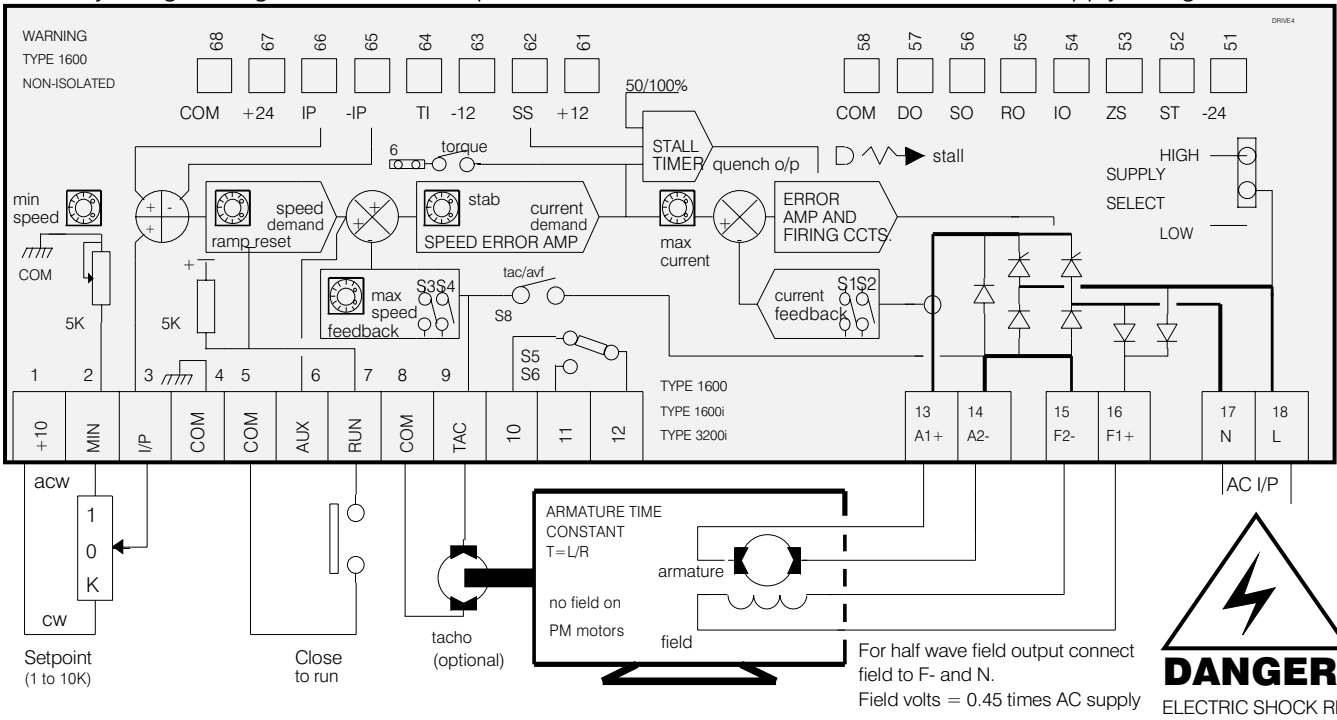 DRIVE4
WARNING
TYPE 1600
NON-ISOLATED
68 67 66 65 64 63 62 61
COM +24 IP -IP TI -12 SS +12
58 57 56 55 54 53 52 51
COM DO SO RO IO ZS ST -24
50/100%
STALL
TIMER
quench o/p
stall
HIGH
SUPPLY
SELECT
LOW
6
torque
min
speed
COM
5K
+ -
+
speed
demand
ramp reset
+
5K
+ +
-
stab
current
demand
SPEED ERROR AMP
max
current
+
-
ERROR
AMP AND
FIRING CCTS.
max
speed
feedback
S3S4
tac/avf
S8
current
feedback
S1S2
S5
S6
1 2 3 4 5 6 7 8 9
+10 MIN I/P COM COM AUX RUN COM TAC 10 11 12
TYPE 1600
TYPE 1600i
TYPE 3200i
13 14 15 16 17 18
A1+ A2- F2- F1+ N L
acw
1
0
K
cw
Setpoint
(1 to 10K)
Close
to run
tacho
(optional)
ARMATURE TIME
CONSTANT
T=L/R
no field on
PM motors
armature
field
AC I/P
For half wave field output connect
field to F- and N.
Field volts = 0.45 times AC supply
DANGER
ELECTRIC SHOCK RI